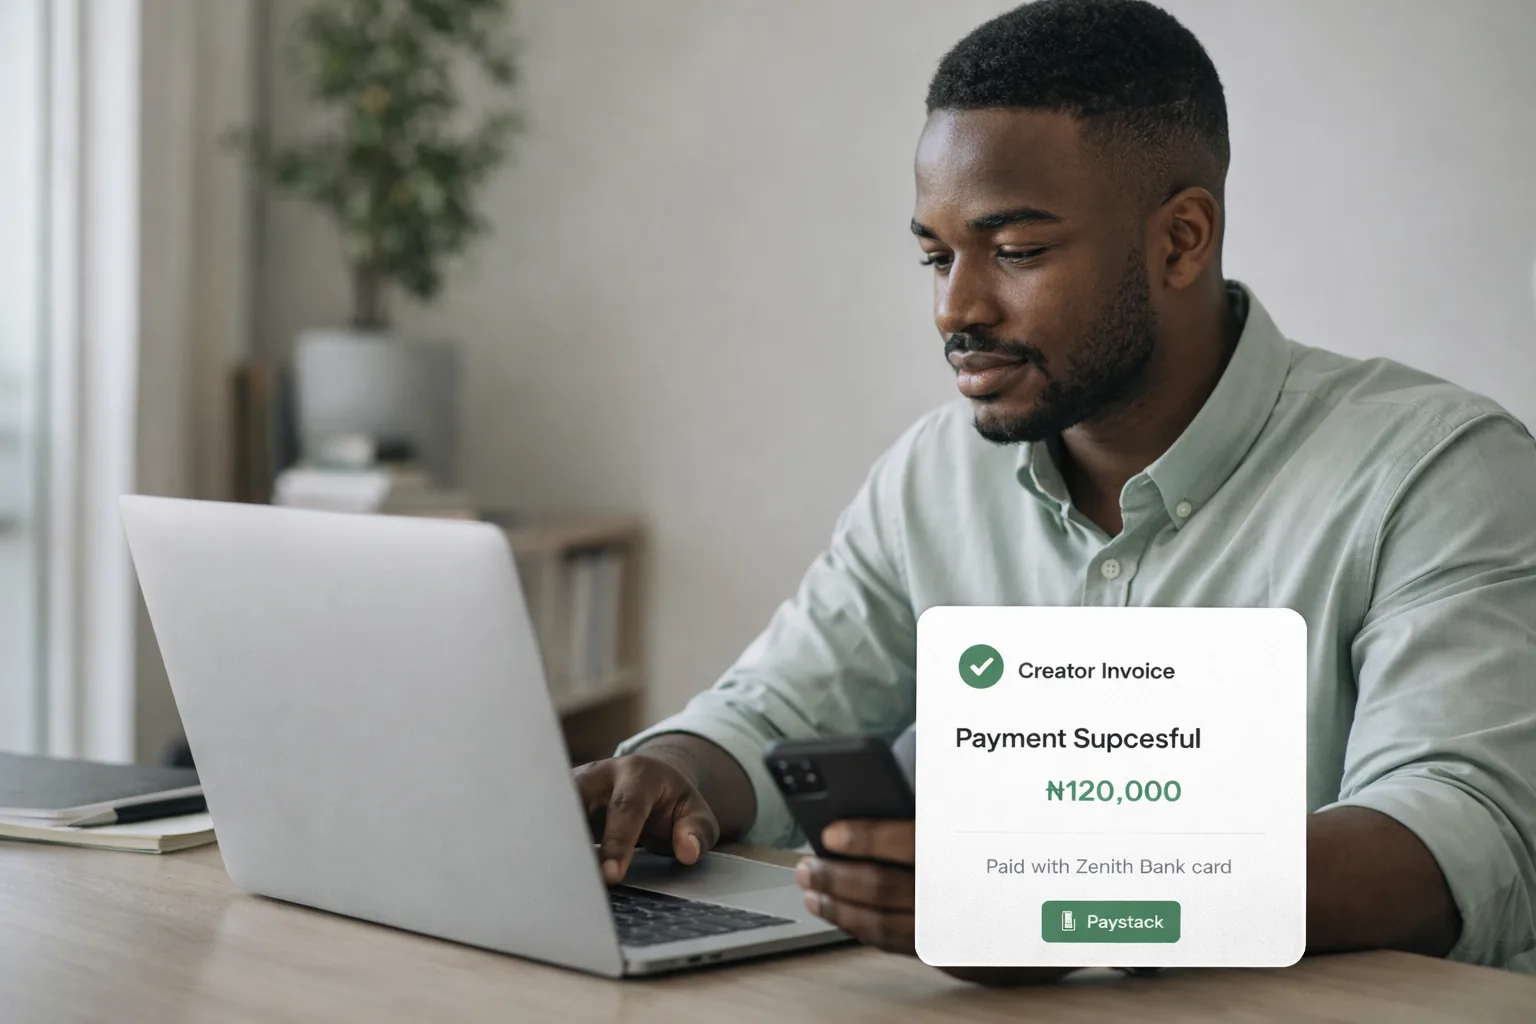 Creator Invoice
Payment Supcesful
₦120,000
Paid with Zenith Bank card
Paystack